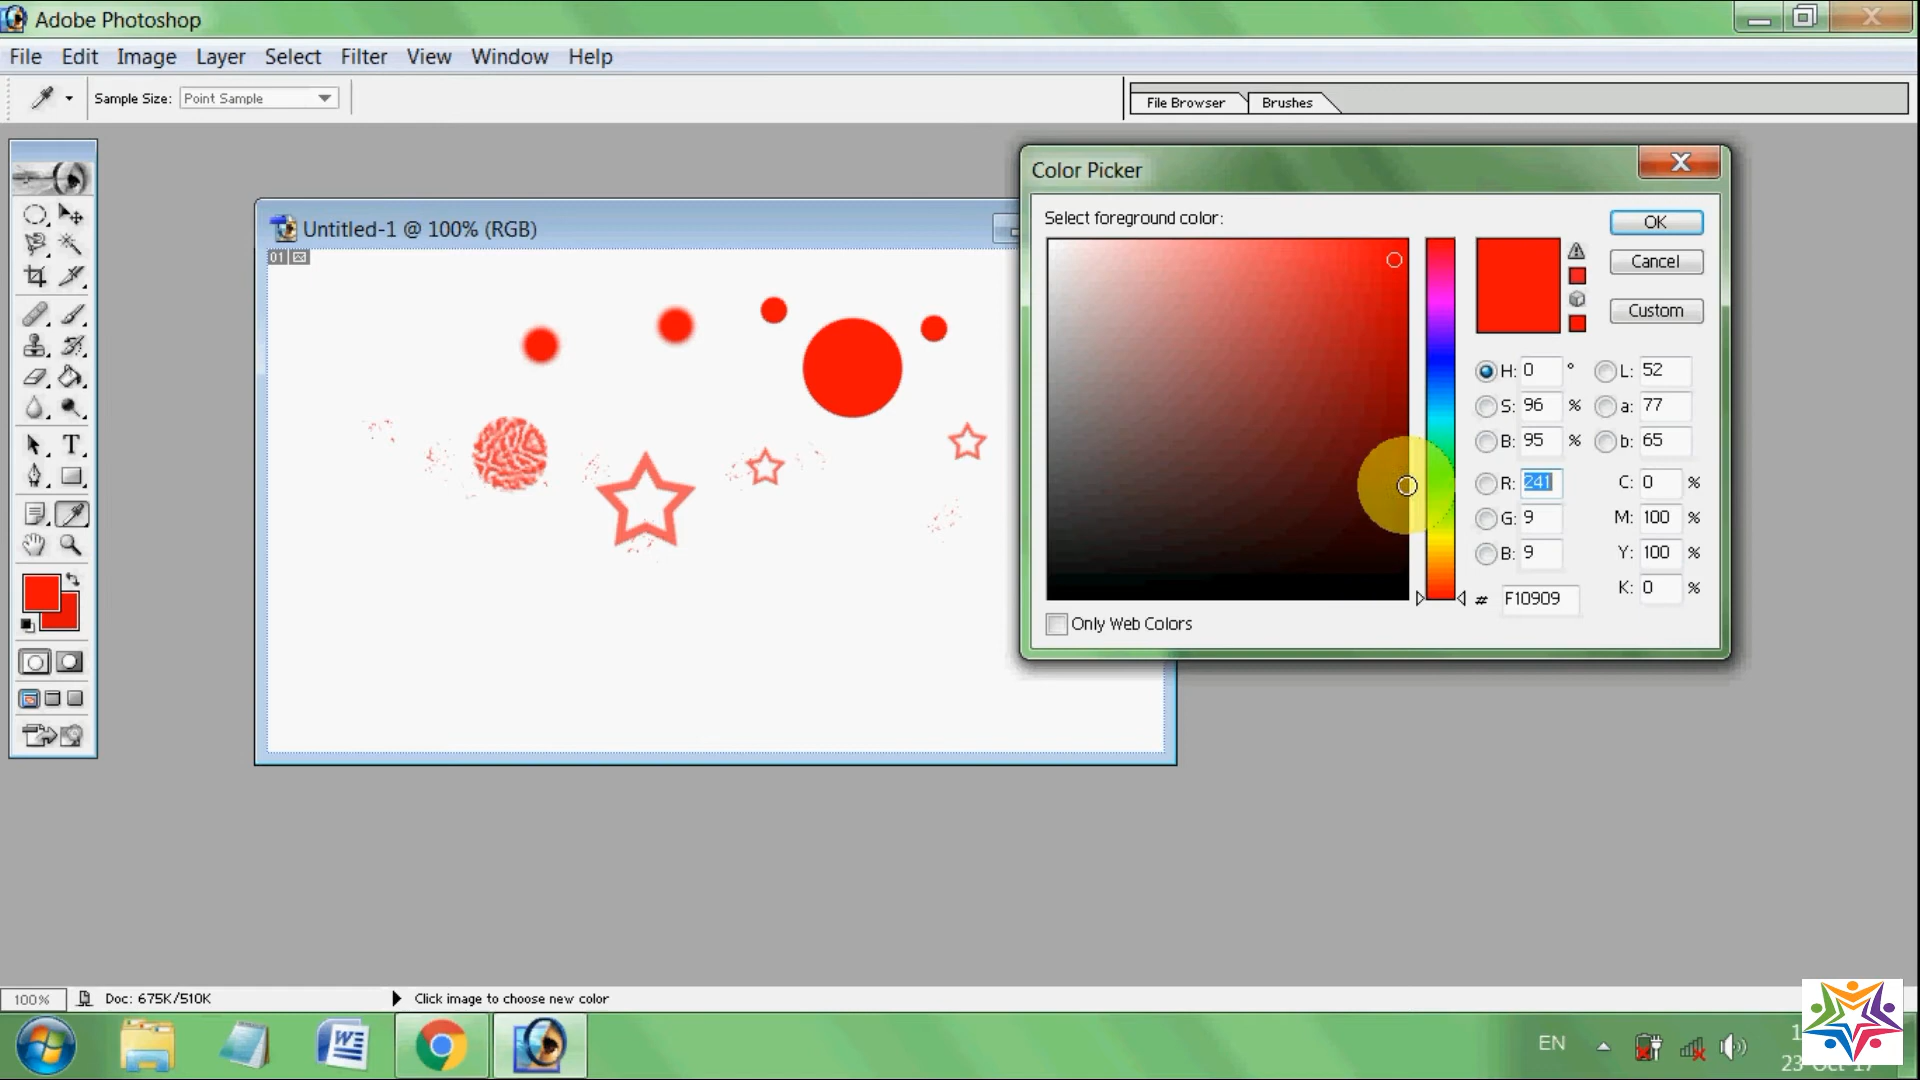 Adobe Photoshop
File Edit Image Layer Select Filter View Window Help
Sample Size: Point Sample
File Browser Brushes
Untitled-1 @ 100% (RGB)
01
Color Picker
Select foreground color:
OK
Cancel
Custom
H: 0 ° L: 52
S: 96 % a: 77
B: 95 % b: 65
R: 241 C: 0 %
G: 9 M: 100 %
B: 9 Y: 100 %
K: 0 %
# F10909
Only Web Colors
T
100% Doc: 675K/510K Click image to choose new color
W
EN